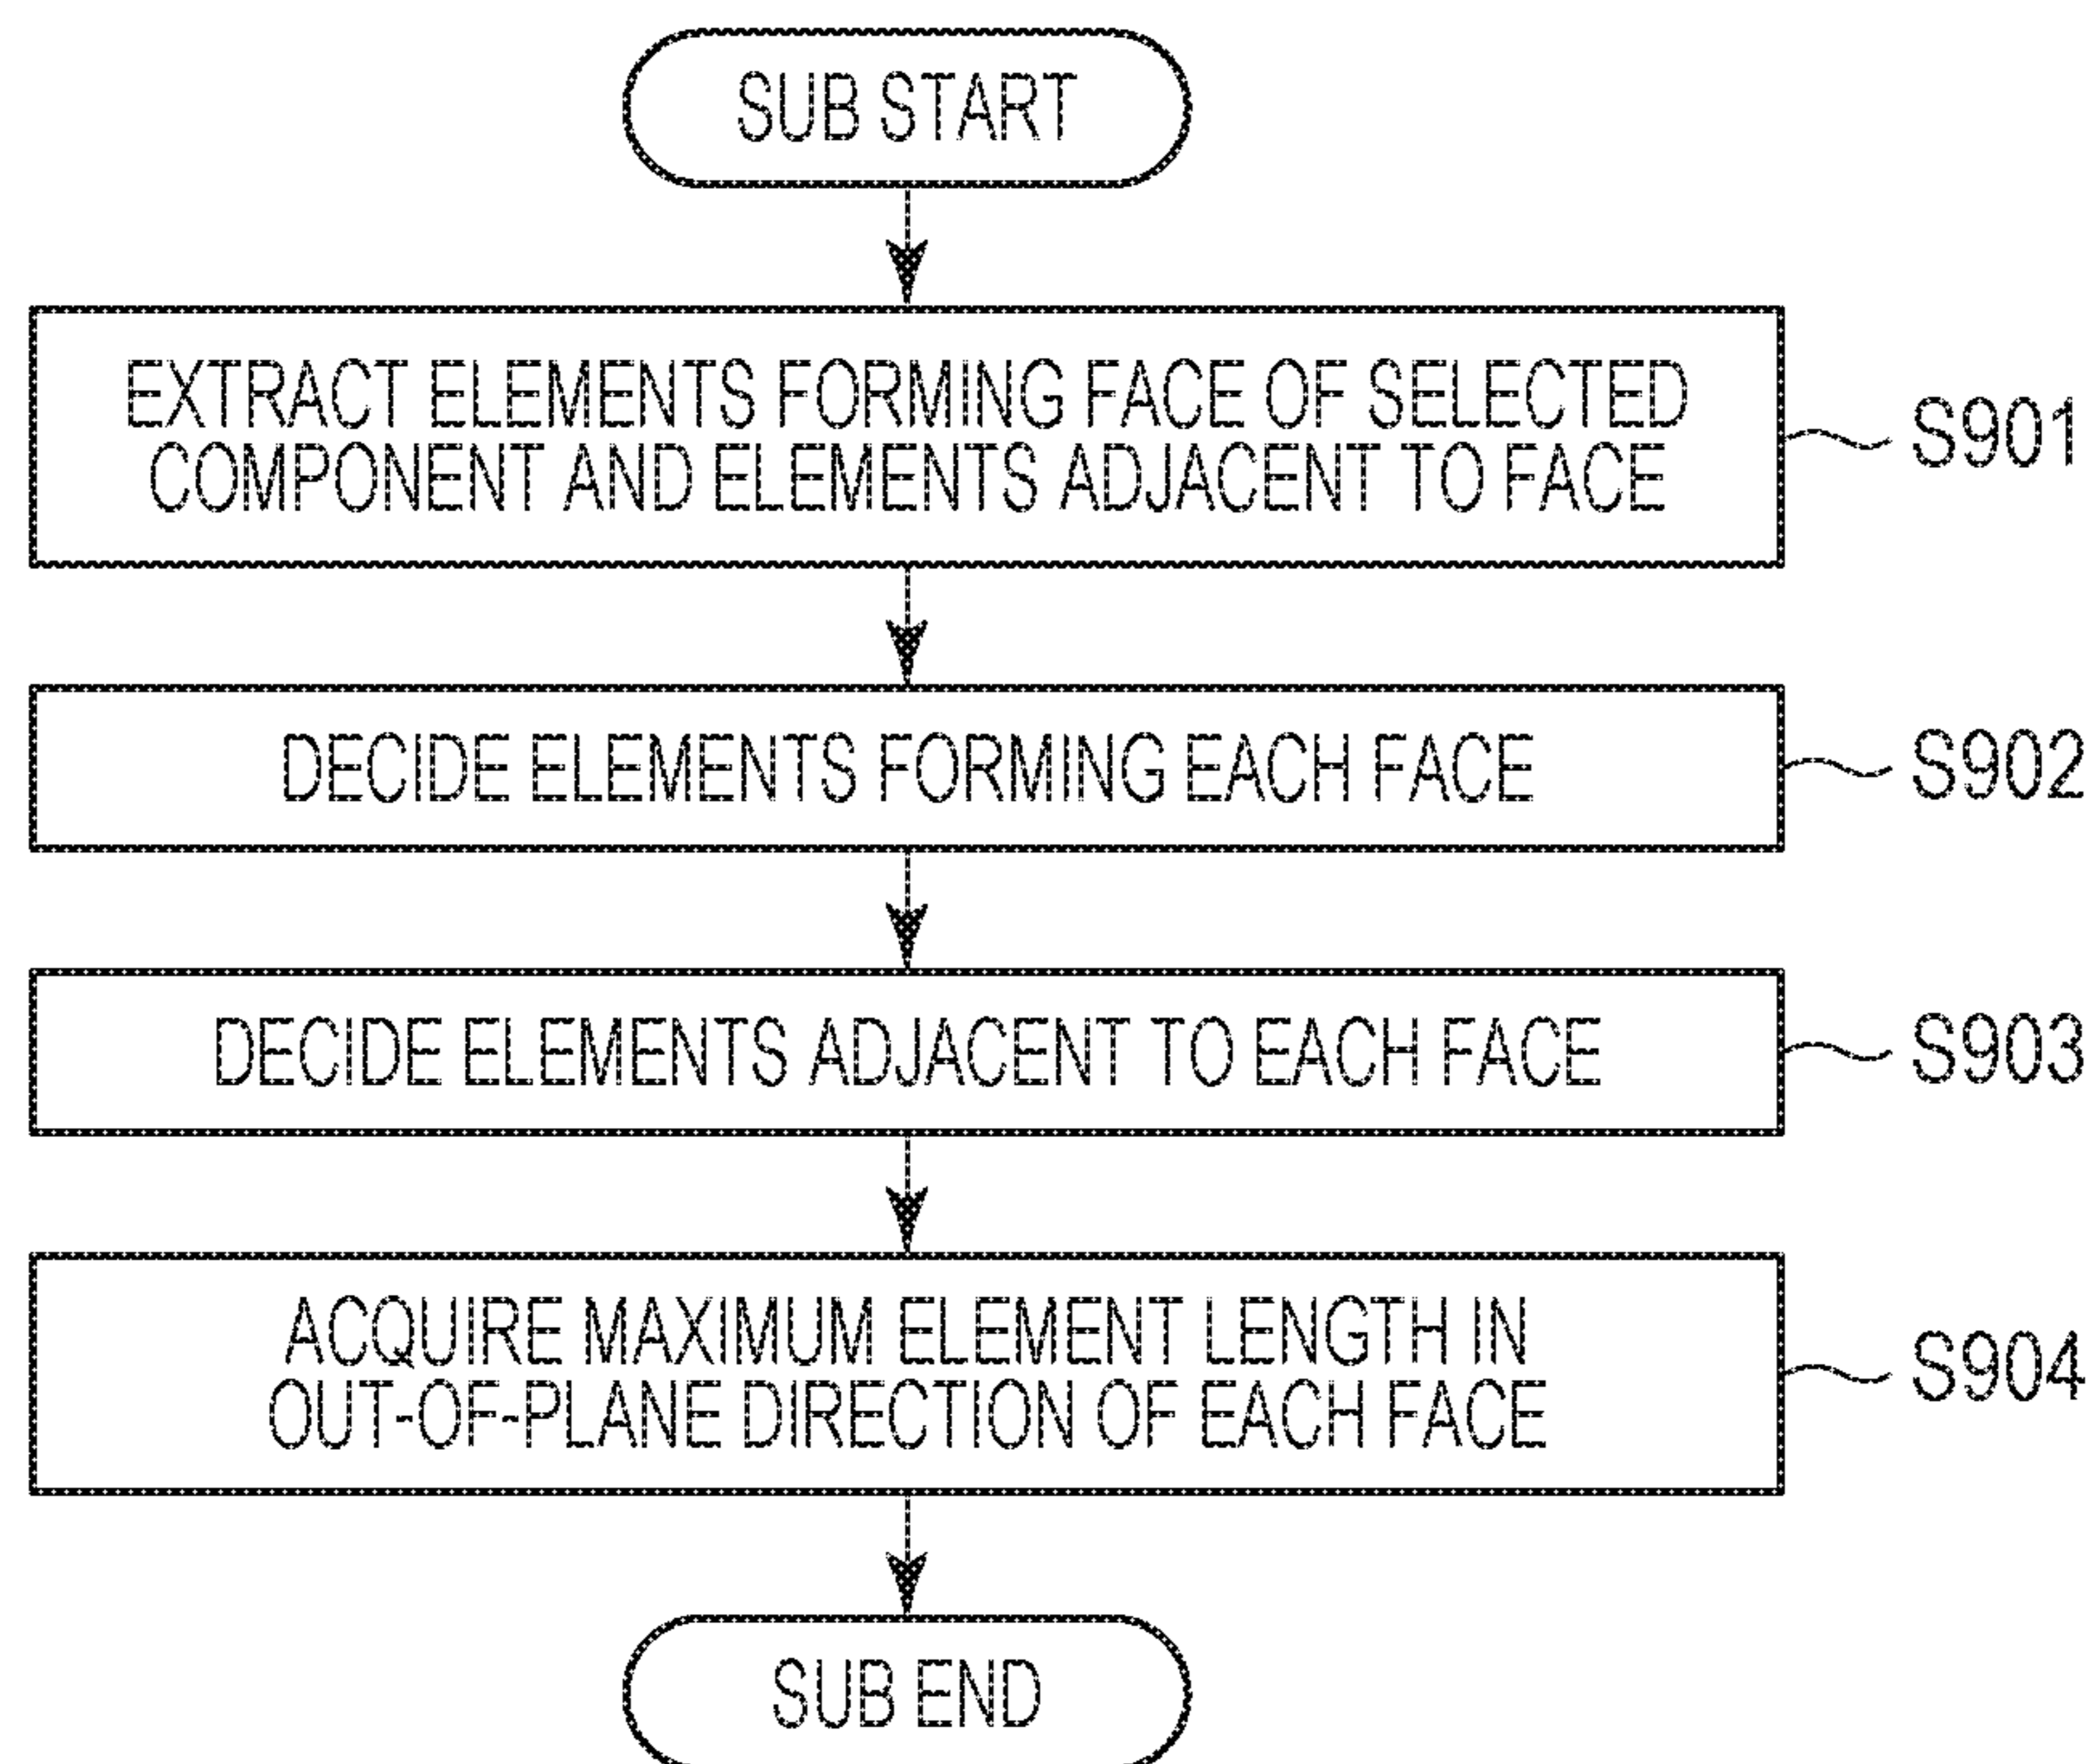 SUB START
EXTRACT ELEMENTS FORMING FACE OF SELECTED
COMPONENT AND ELEMENTS ADJACENT TO FACE
S901
DECIDE ELEMENTS FORMING EACH FACE
S902
DECIDE ELEMENTS ADJACENT TO EACH FACE
S903
ACQUIRE MAXIMUM ELEMENT LENGTH IN
OUT-OF-PLANE DIRECTION OF EACH FACE
S904
SUB END